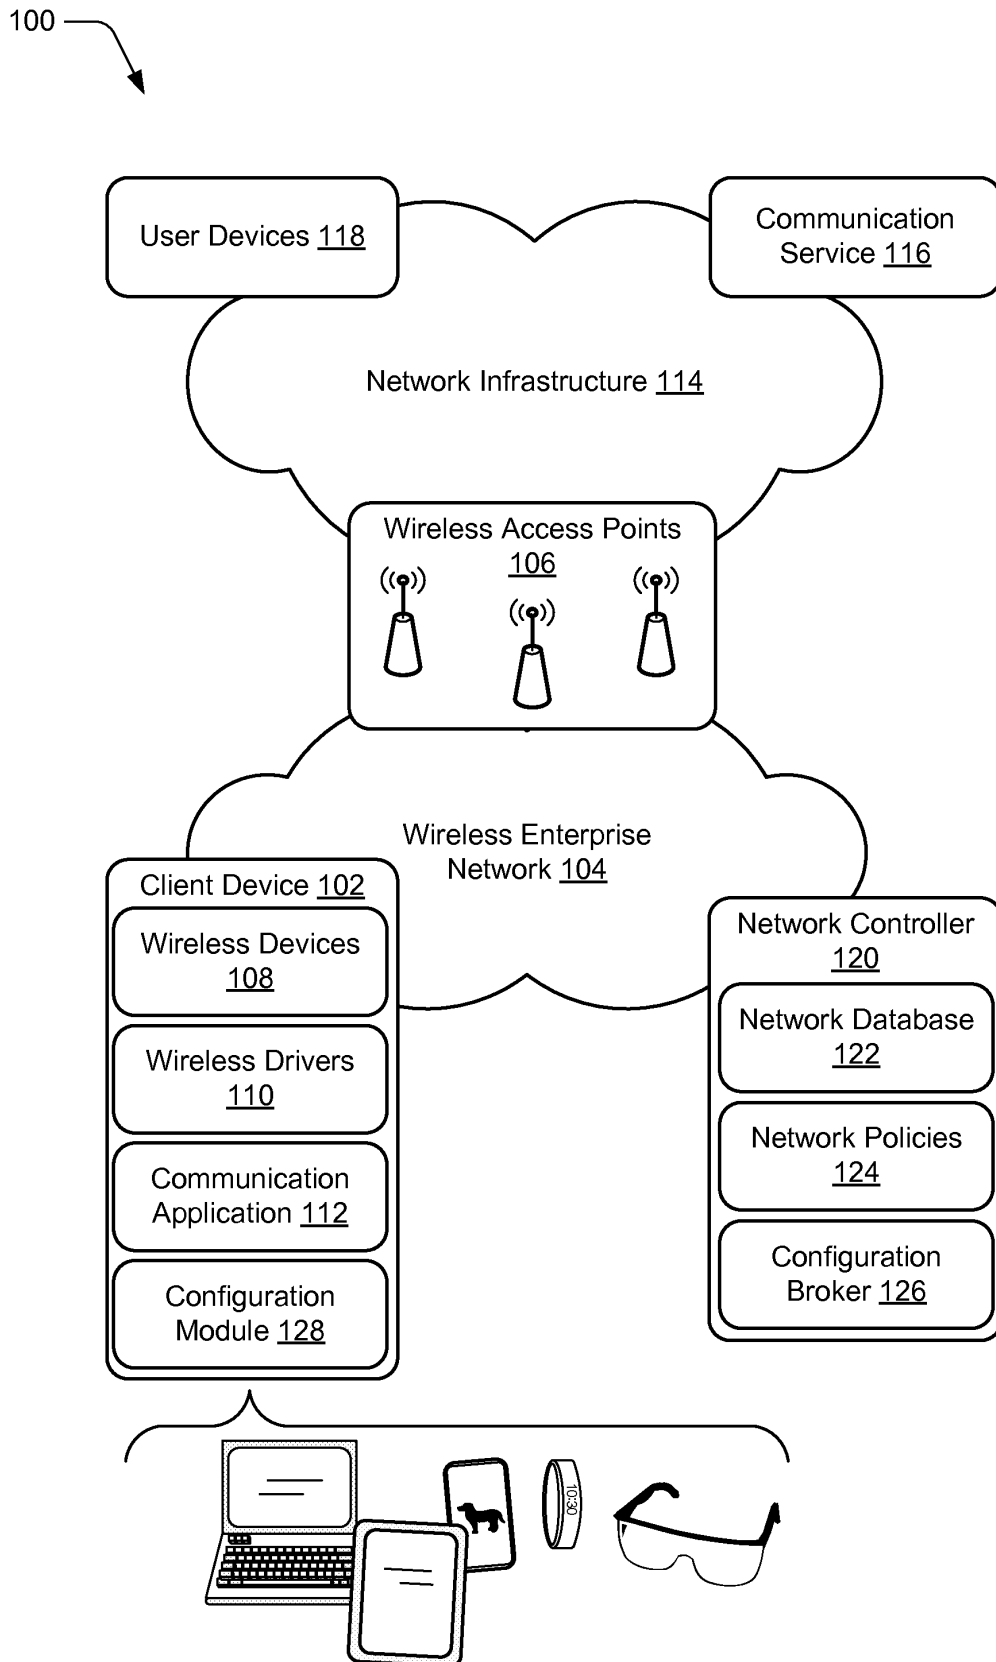 100
User Devices 118
Communication
Service 116
Network Infrastructure 114
Wireless Access Points
106
Wireless Enterprise
Network 104
Client Device 102
Wireless Devices
108
Wireless Drivers
110
Communication
Application 112
Configuration
Module 128
Network Controller
120
Network Database
122
Network Policies
124
Configuration
Broker 126
10:30